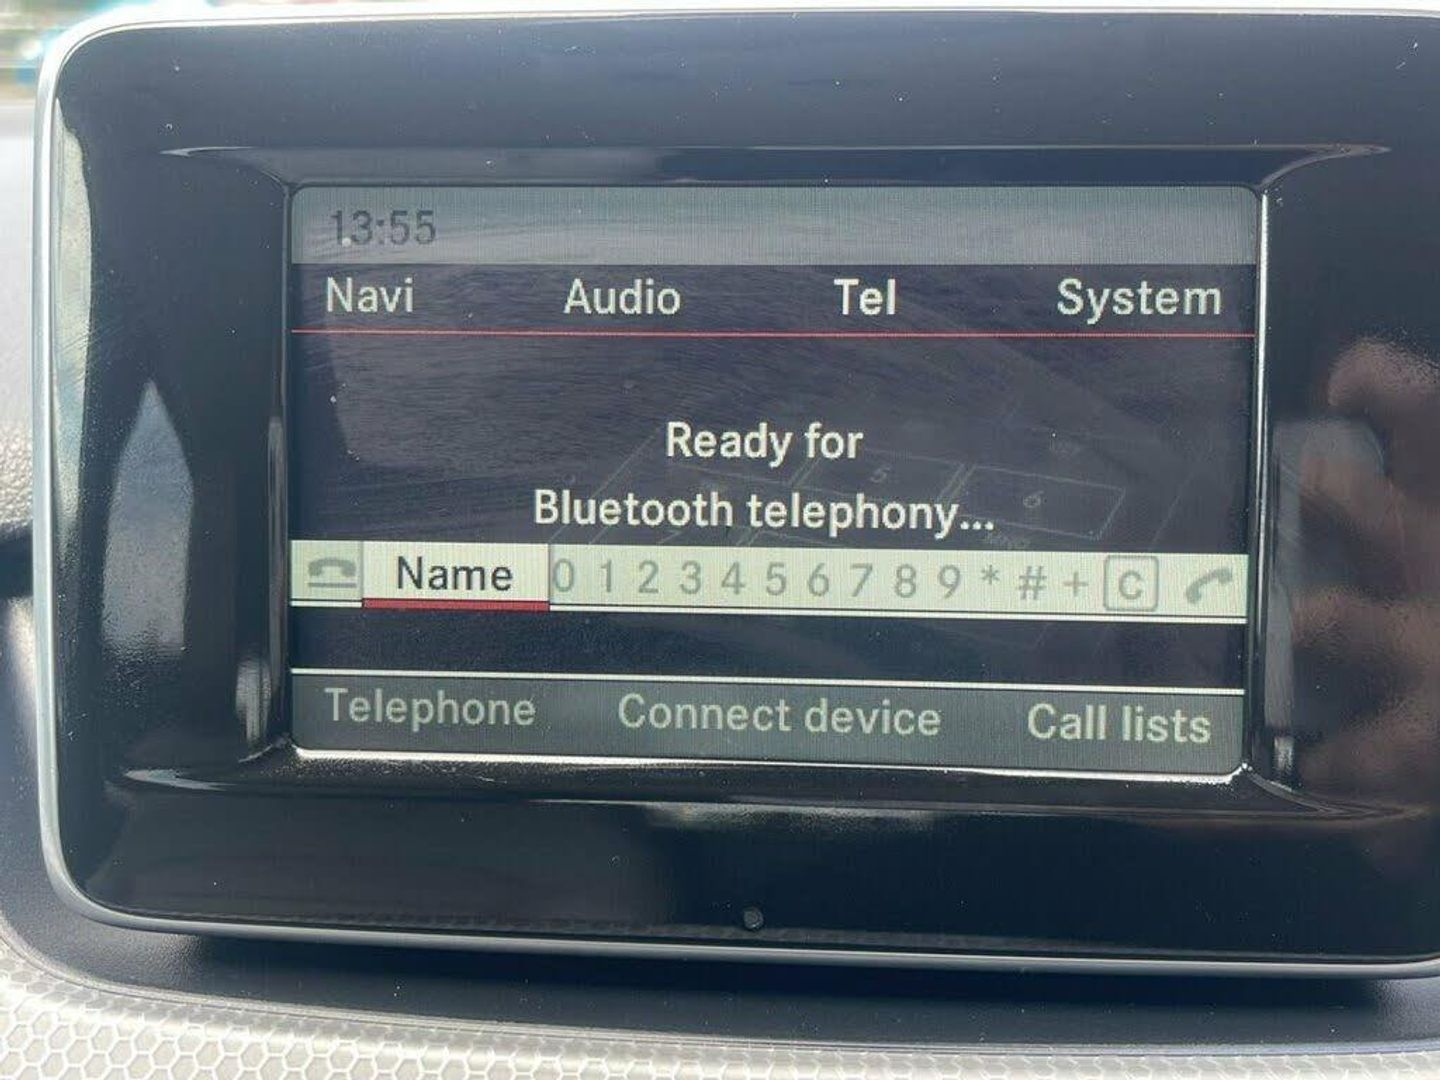 13:55
Navi Audio Tel System
Ready for
Bluetooth telephony...
Name 0 1 2 3 4 5 6 7 8 9 * # + C
Telephone Connect device Call lists